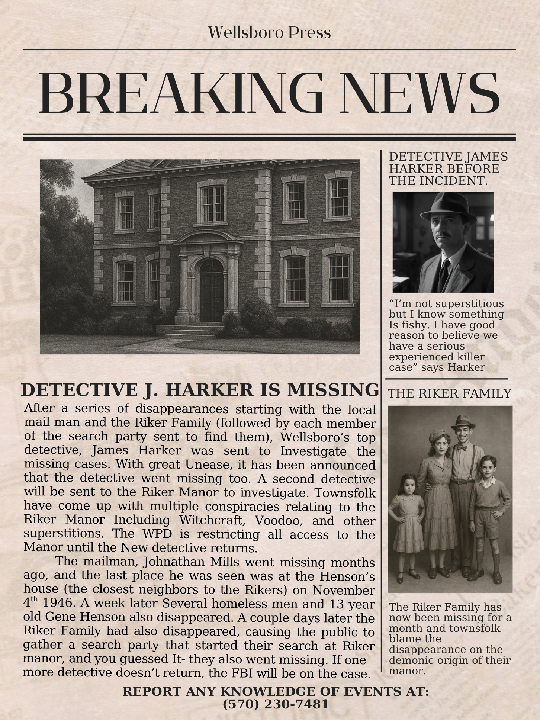 Wellsboro Press
BREAKING NEWS
DETECTIVE J. HARKER IS MISSING
After a series of disappearances starting with the local
mail man and the Riker Family (followed by each member
of the search party sent to find them), Wellsboro's top
detective, James Harker was sent to Investigate the
missing cases. With great Unease, it has been announced
that the detective went missing too. A second detective
will be sent to the Riker Manor to investigate. Townsfolk
have come up with multiple conspiracies relating to the
Riker Manor Including Witchcraft, Voodoo, and other
superstitions. The WPD is restricting all access to the
Manor until the New detective returns.
The mailman, Johnathan Mills went missing months
ago, and the last place he was seen was at the Henson's
house (the closest neighbors to the Rikers) on November
4th 1946. A week later Several homeless men and 13 year
old Gene Henson also disappeared. A couple days later the
Riker Family had also disappeared, causing the public to
gather a search party that started their search at Riker
manor, and you guessed It- they also went missing. If one
more detective doesn't return, the FBI will be on the case.
DETECTIVE JAMES
HARKER BEFORE
THE INCIDENT.
"I'm not superstitious
but I know something
Is fishy. I have good
reason to believe we
have a serious
experienced killer
case" says Harker
THE RIKER FAMILY
The Riker Family has
now been missing for a
month and townsfolk
blame the
disappearance on the
demonic origin of their
manor.
REPORT ANY KNOWLEDGE OF EVENTS AT:
(570) 230-7481